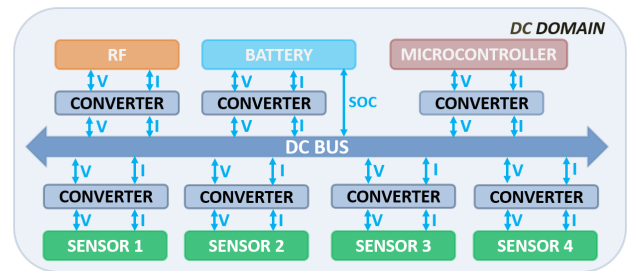 DC DOMAIN
RF BATTERY MICROCONTROLLER
V I V I SOC V I
CONVERTER CONVERTER CONVERTER
V I V I V I
DC BUS
V I V I V I V I
CONVERTER CONVERTER CONVERTER CONVERTER
V I V I V I V I
SENSOR 1 SENSOR 2 SENSOR 3 SENSOR 4